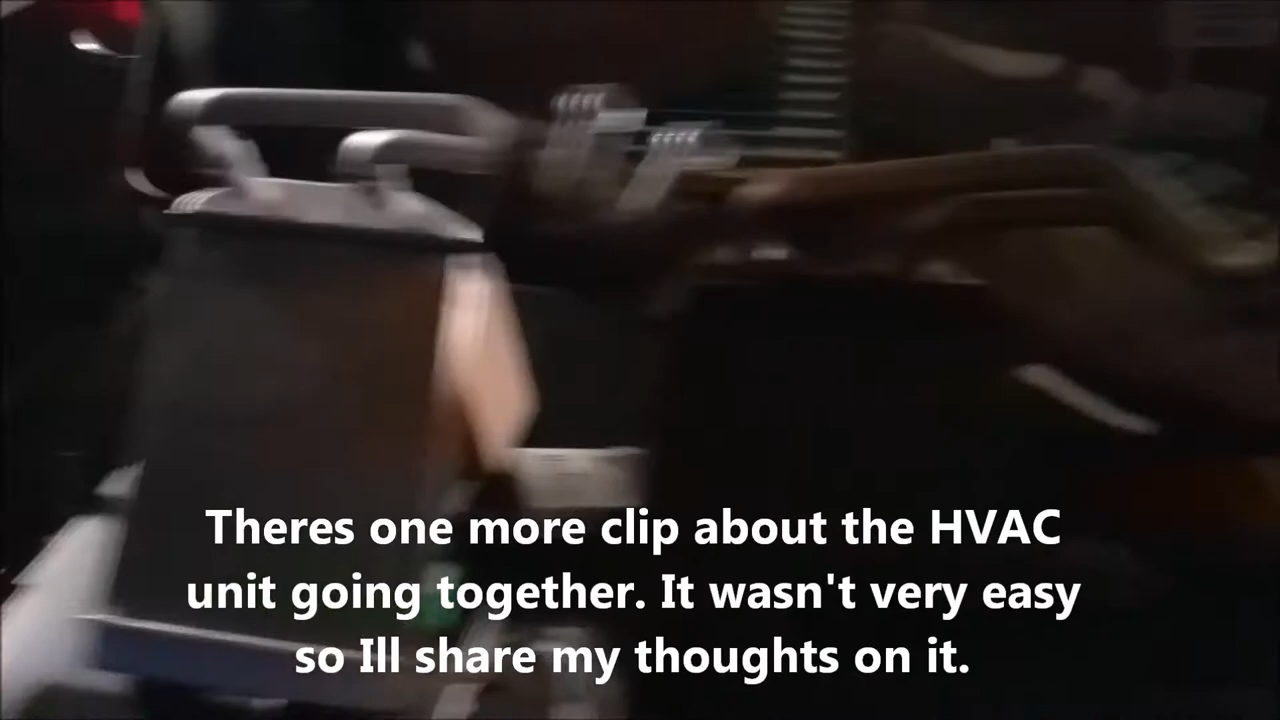 Theres one more clip about the HVAC
unit going together. It wasn't very easy
so Ill share my thoughts on it.